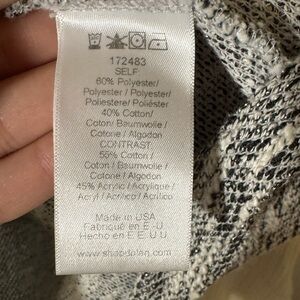 172483
SELF
60% Polyester/
Polyester / Polyester/
Poliestere/ Poliéster
40% Cotton/
Coton/ Baumwolle/
Cotone / Algodon
CONTRAST
55% Cotton/
Coton / Baumwolle /
Cotone / Algodon
45% Acrylic / Acrylique /
Acryl / Acrilico / Acrilico
Made in USA
Fabriqué en E.-U.
Hecho en E.E.U.U.